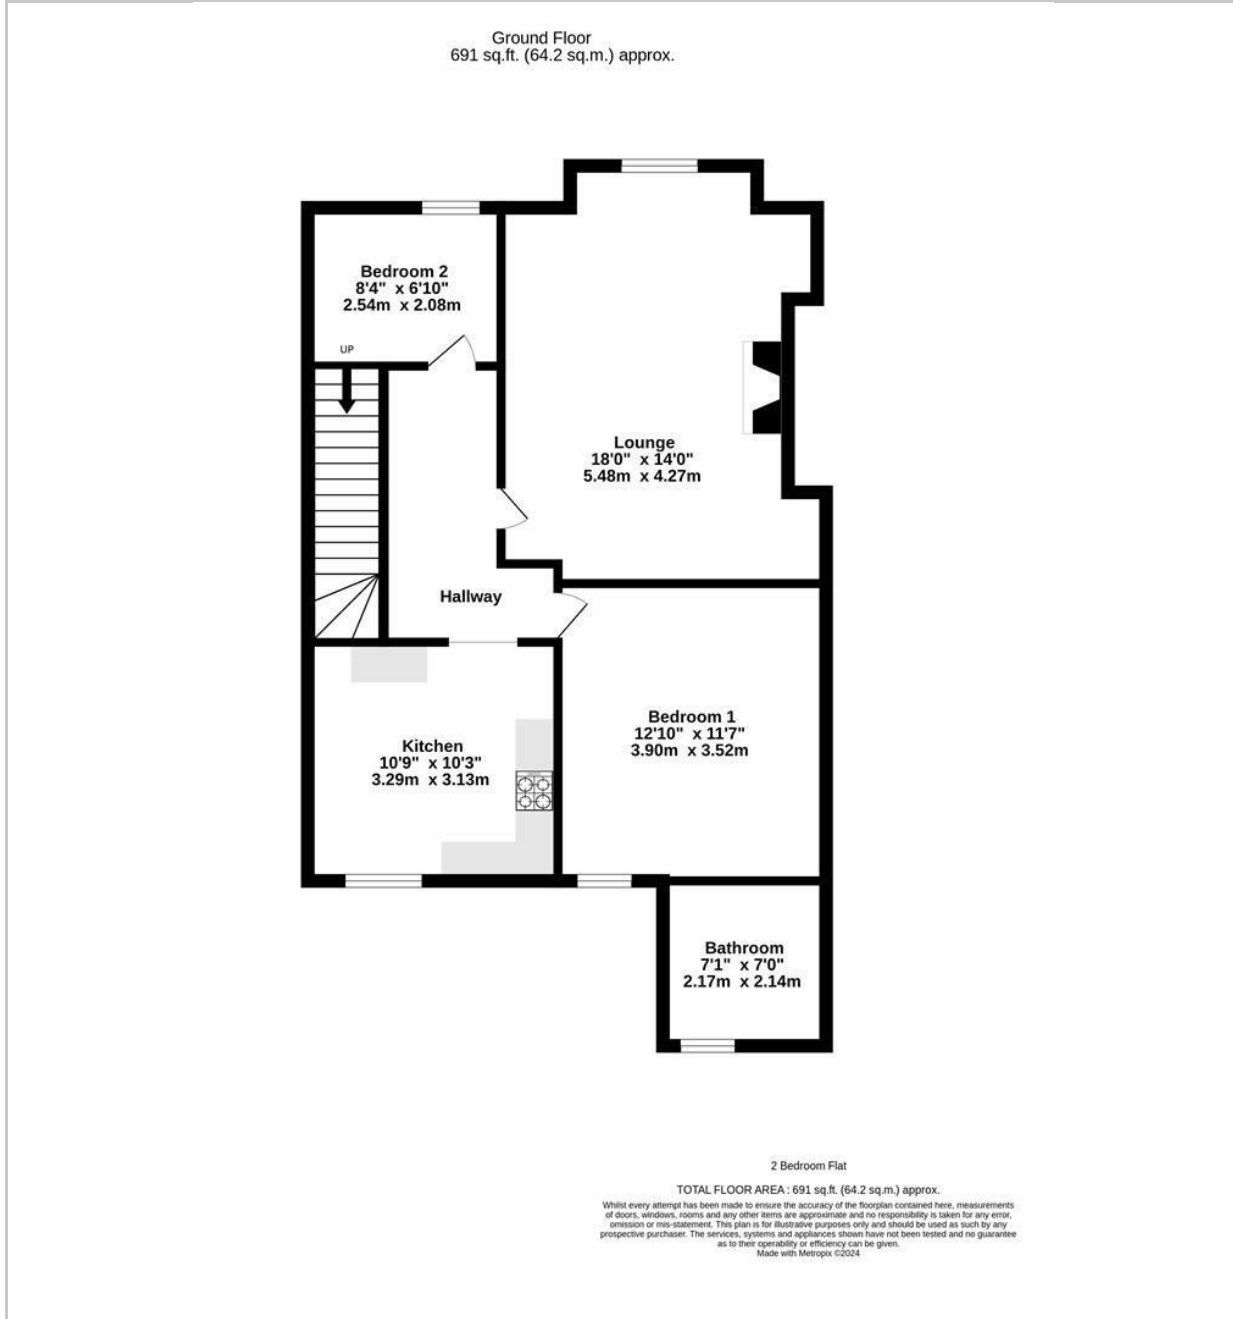 Ground Floor
691 sq.ft. (64.2 sq.m.) approx.
Bedroom 2
8'4" x 6'10"
2.54m x 2.08m
UP
Lounge
18'0" x 14'0"
5.48m x 4.27m
Hallway
Bedroom 1
12'10" x 11'7"
3.90m x 3.52m
Kitchen
10'9" x 10'3"
3.29m x 3.13m
Bathroom
7'1" x 7'0"
2.17m x 2.14m
2 Bedroom Flat
TOTAL FLOOR AREA : 691 sq.ft. (64.2 sq.m.) approx.
Whilst every attempt has been made to ensure the accuracy of the floorplan contained here, measurements
of doors, windows, rooms and any other items are approximate and no responsibility is taken for any error,
omission or mis-statement. This plan is for illustrative purposes only and should be used as such by any
prospective purchaser. The services, systems and appliances shown have not been tested and no guarantee
as to their operability or efficiency can be given.
Made with Metropix ©2024